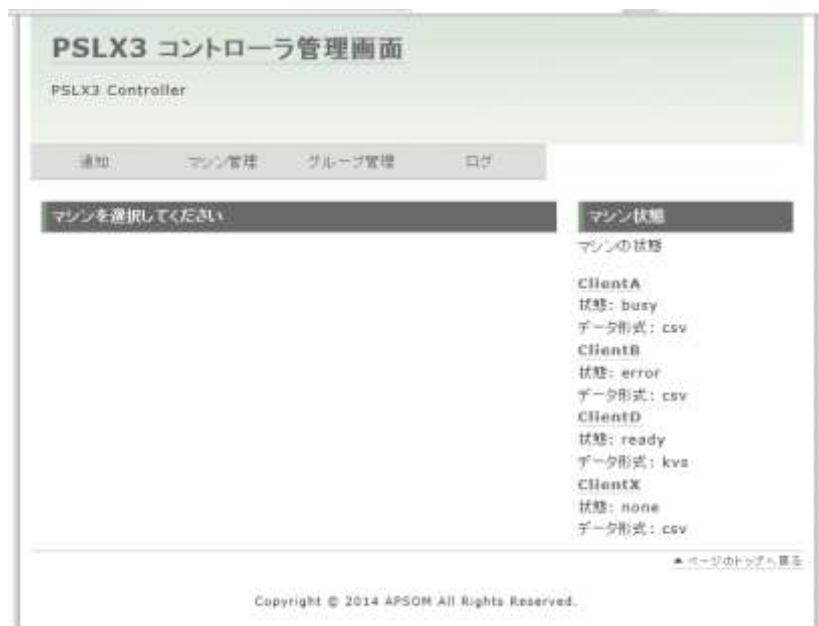 PSLX3 コントローラ管理画面
PSLX3 Controller
通知 マシン管理 グループ管理 ログ
マシンを選択してください
マシン状態
マシンの状態
ClientA
状態: busy
データ形式: csv
ClientB
状態: error
データ形式: csv
ClientD
状態: ready
データ形式: kvs
ClientX
状態: none
データ形式: csv
▲ ページのトップへ戻る
Copyright © 2014 APSOM All Rights Reserved.